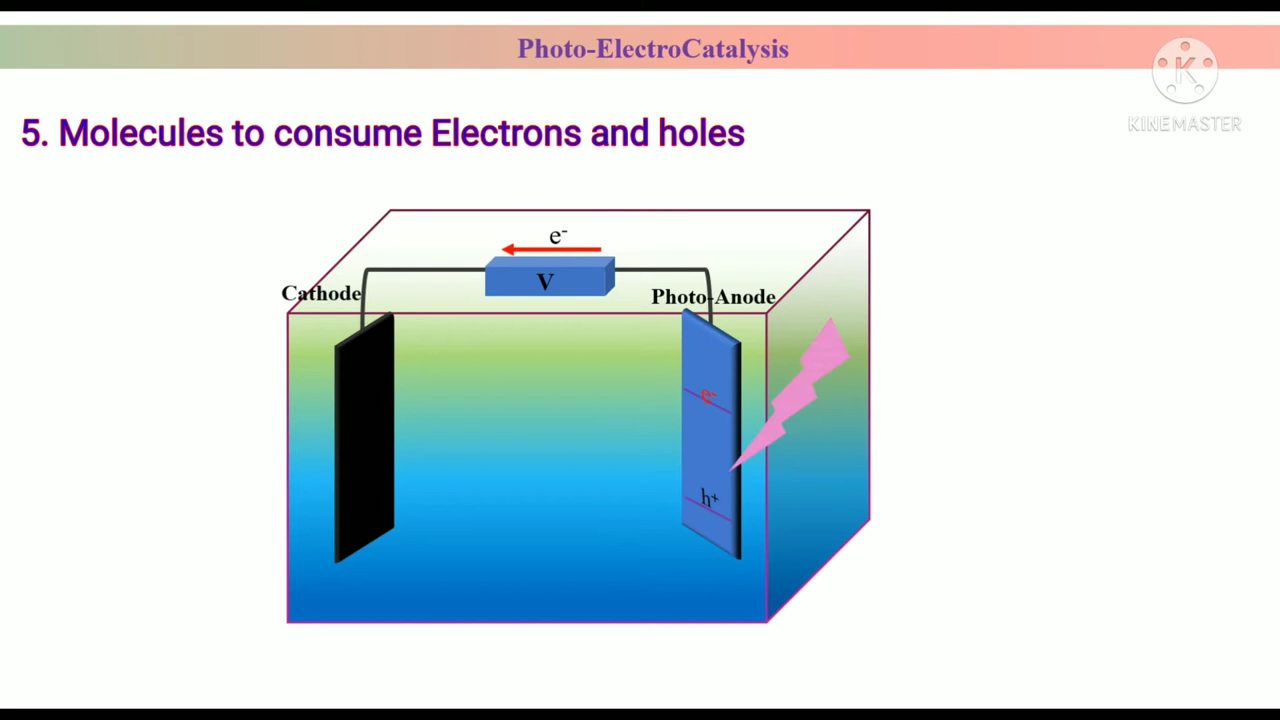 Photo-ElectroCatalysis
K
KINEMASTER
5. Molecules to consume Electrons and holes
e-
V
Cathode
Photo-Anode
e-
h+